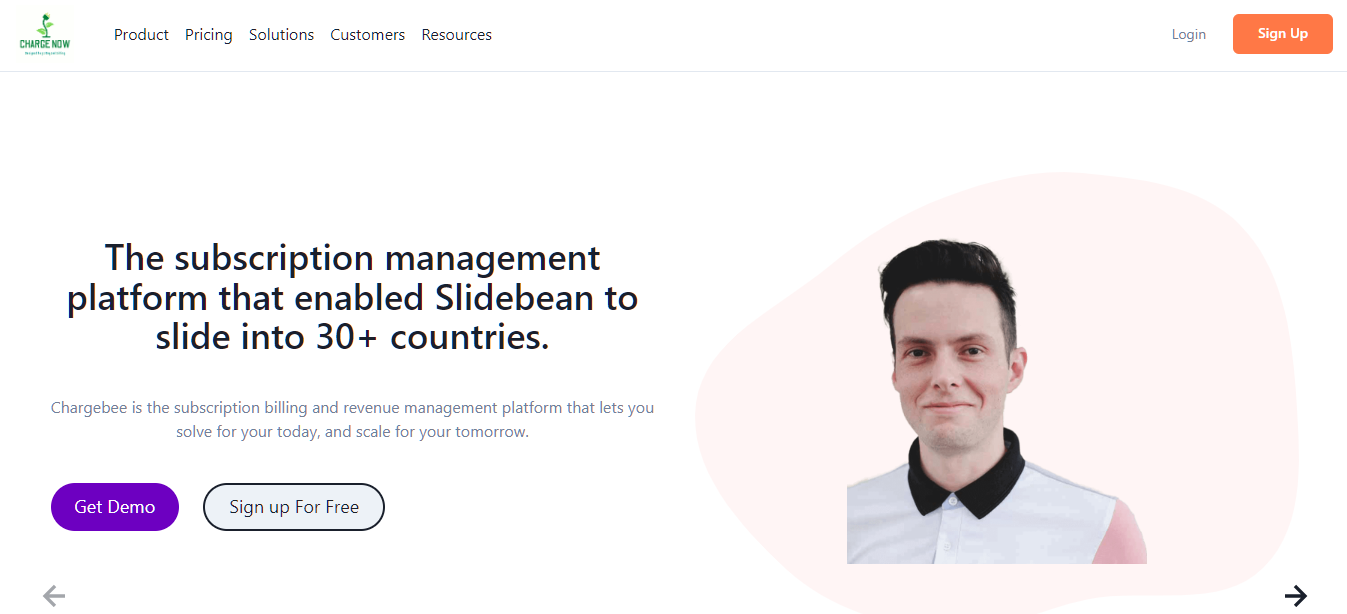 CHARGE NOW
Product Pricing Solutions Customers Resources
Login
Sign Up
The subscription management
platform that enabled Slidebean to
slide into 30+ countries.
Chargebee is the subscription billing and revenue management platform that lets you
solve for your today, and scale for your tomorrow.
Get Demo
Sign up For Free